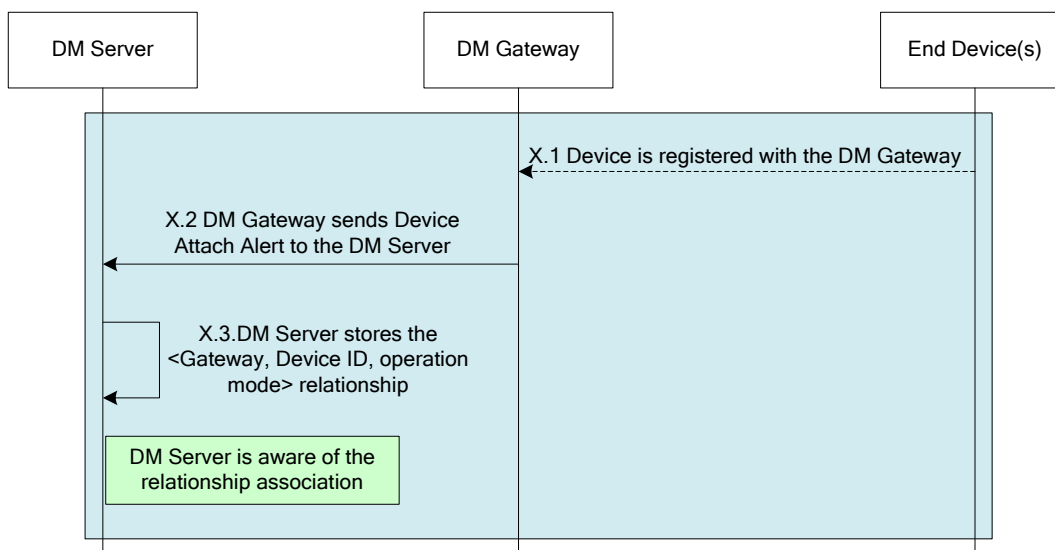 DM Server
DM Gateway
End Device(s)
X.1 Device is registered with the DM Gateway
X.2 DM Gateway sends Device
Attach Alert to the DM Server
X.3.DM Server stores the
<Gateway, Device ID, operation
mode> relationship
DM Server is aware of the
relationship association